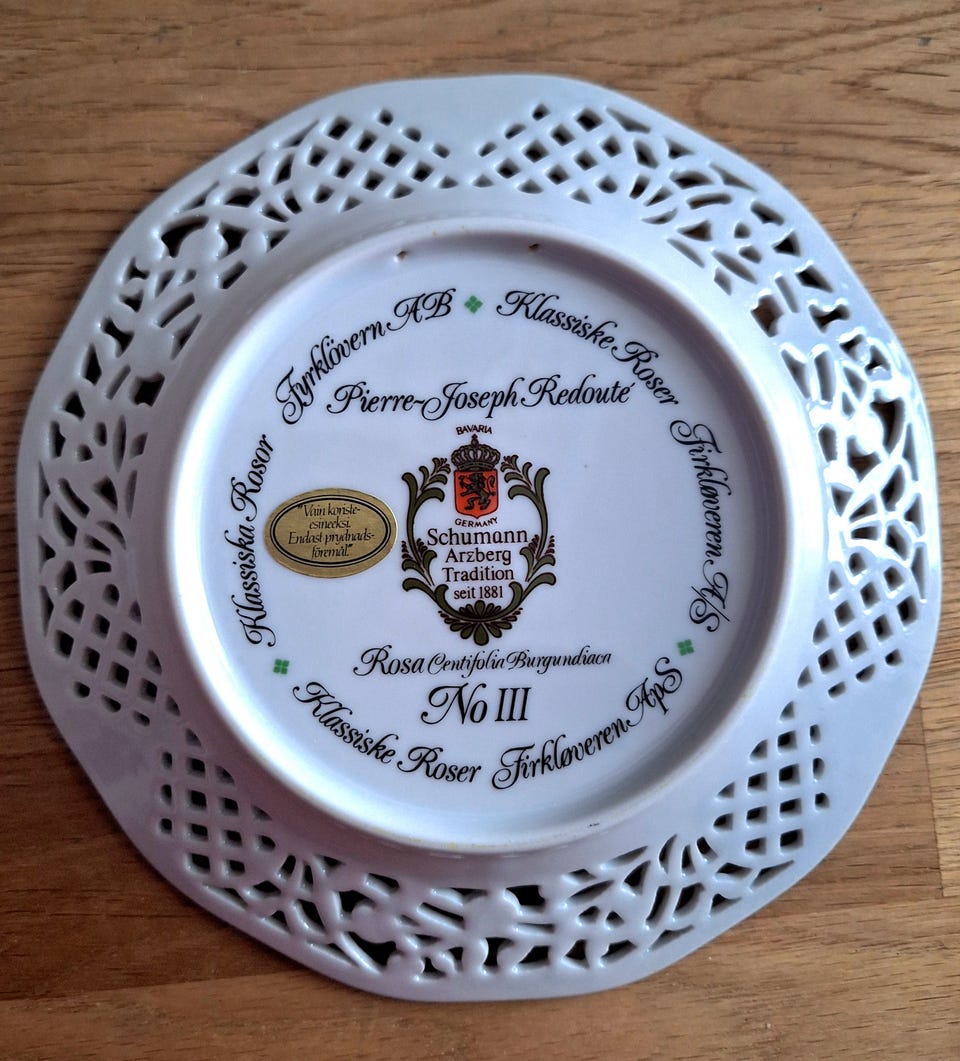 Klassiska Rosor Fyrklövern AB
Klassiske Roser Firkløveren A/S
Klassiske Roser Firkløveren ApS
Pierre-Joseph Redouté
BAVARIA
GERMANY
Schumann
Arzberg
Tradition
seit 1881
"Vain koriste-
esineeksi.
Endast prydnads-
föremål."
Rosa Centifolia Burgundiaca
No III